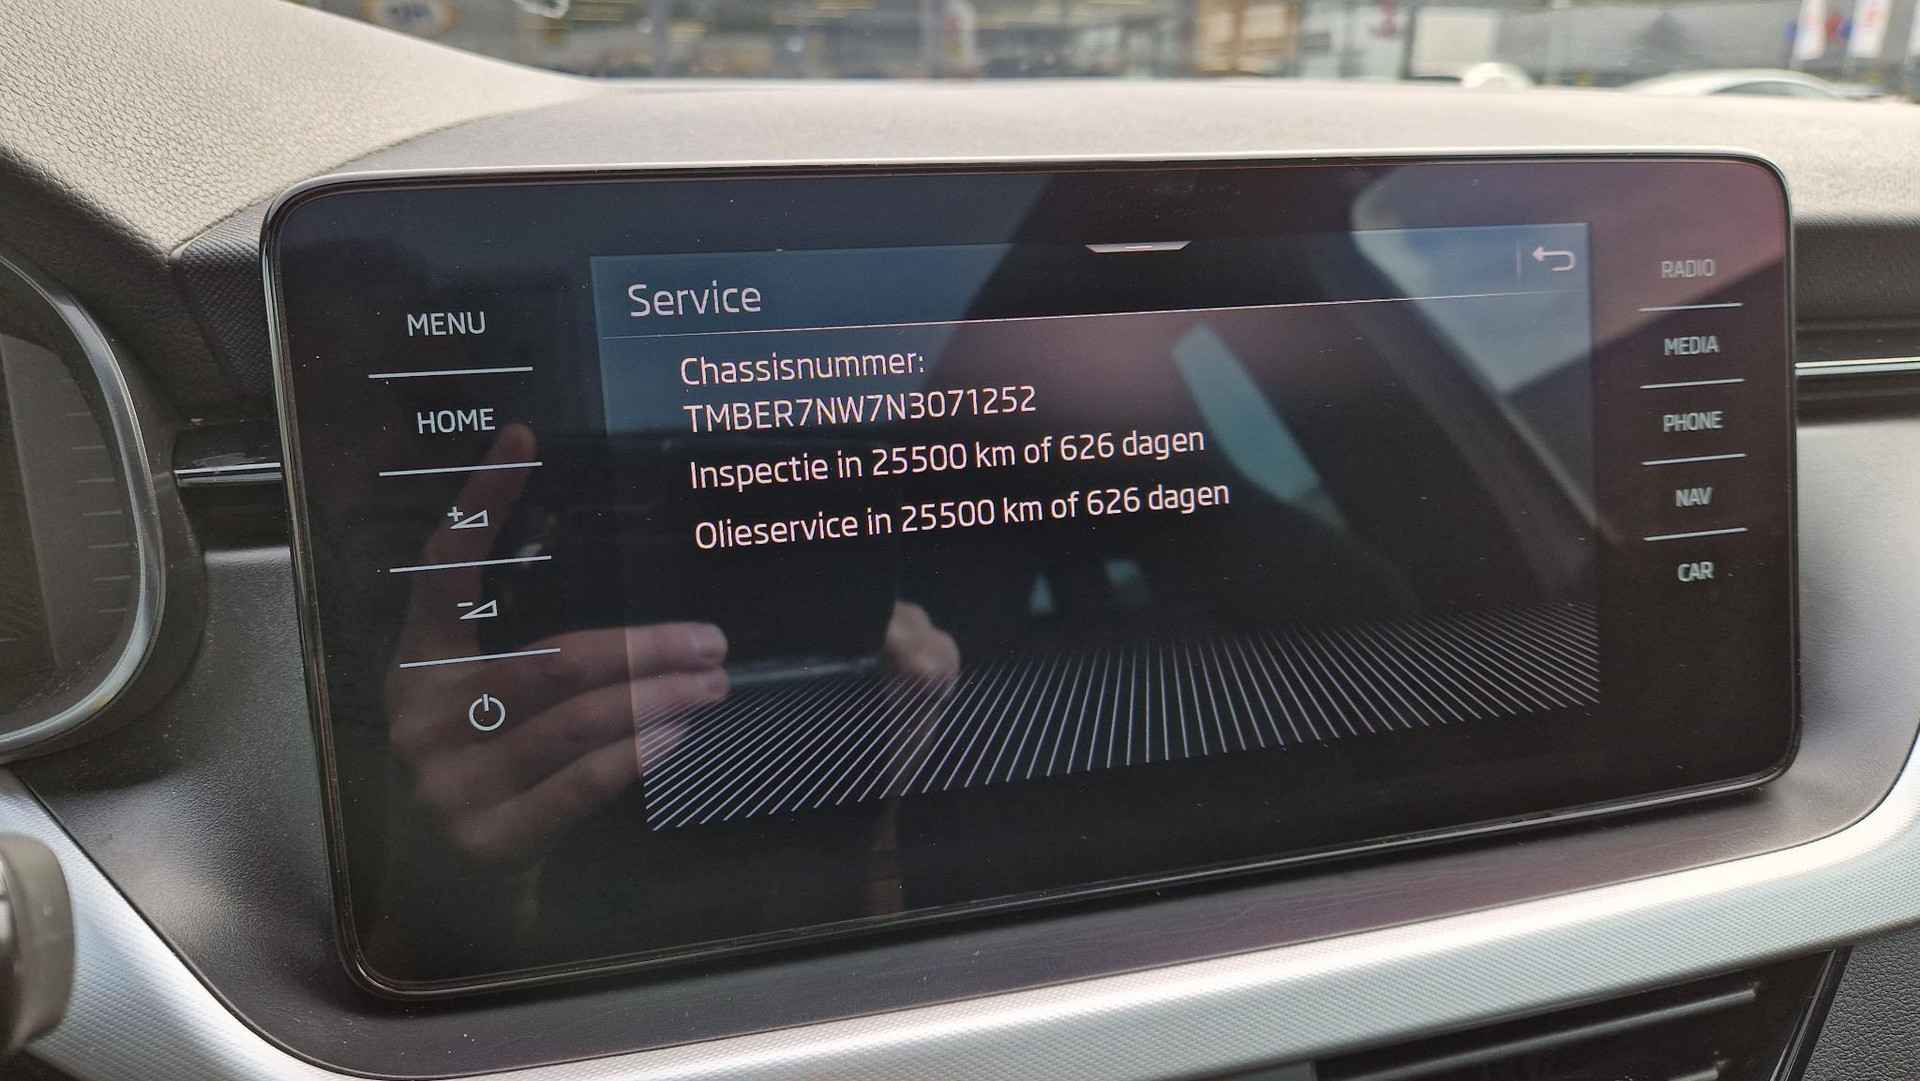 MENU
HOME
Service
Chassisnummer:
TMBER7NW7N3071252
Inspectie in 25500 km of 626 dagen
Olieservice in 25500 km of 626 dagen
RADIO
MEDIA
PHONE
NAV
CAR